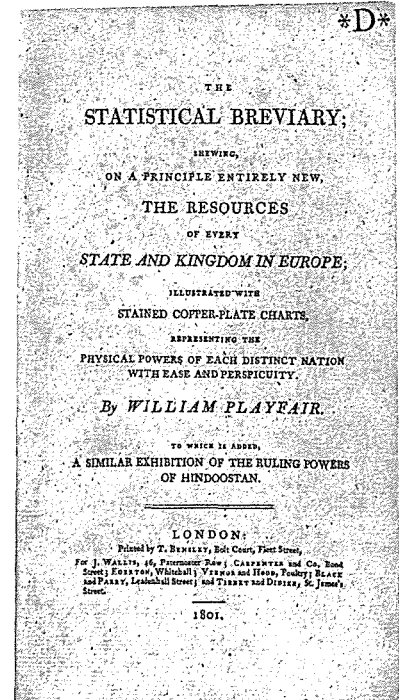 *D*
THE
STATISTICAL BREVIARY;
SHEWING,
ON A PRINCIPLE ENTIRELY NEW,
THE RESOURCES
OF EVERY
STATE AND KINGDOM IN EUROPE;
ILLUSTRATED WITH
STAINED COPPER-PLATE CHARTS,
REPRESENTING THE
PHYSICAL POWERS OF EACH DISTINCT NATION
WITH EASE AND PERSPICUITY.
By WILLIAM PLAYFAIR.
TO WHICH IS ADDED,
A SIMILAR EXHIBITION OF THE RULING POWERS
OF HINDOOSTAN.
LONDON:
Printed by T. BENSLEY, Bolt Court, Fleet Street,
For J. WALLIS, 46, Paternoster Row; CARPENTER and Co. Bond
Street; EGERTON, Whitehall; VERNOR and HOOD, Poultry; BLACK
and PARRY, Leadenhall Street; and TIBBET and DIDIER, St. James's
Street.
1801.